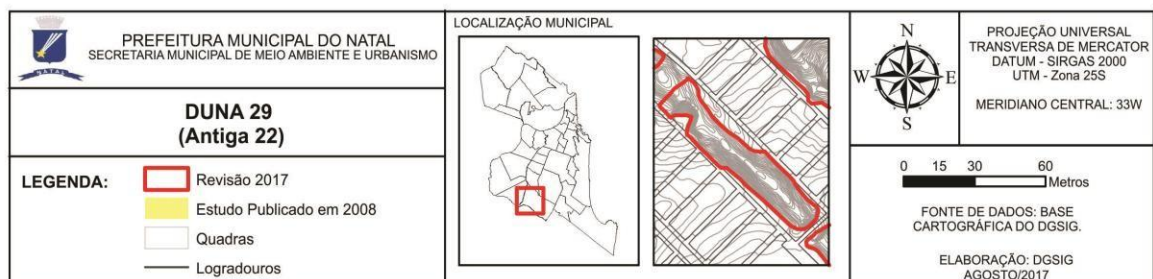 NATAL
PREFEITURA MUNICIPAL DO NATAL
SECRETARIA MUNICIPAL DE MEIO AMBIENTE E URBANISMO
DUNA 29
(Antiga 22)
LEGENDA:
Revisão 2017
Estudo Publicado em 2008
Quadras
Logradouros
LOCALIZAÇÃO MUNICIPAL
N
W E
S
PROJEÇÃO UNIVERSAL
TRANSVERSA DE MERCATOR
DATUM - SIRGAS 2000
UTM - Zona 25S
MERIDIANO CENTRAL: 33W
0 15 30 60
Metros
FONTE DE DADOS: BASE
CARTOGRÁFICA DO DGSIG.
ELABORAÇÃO: DGSIG
AGOSTO/2017